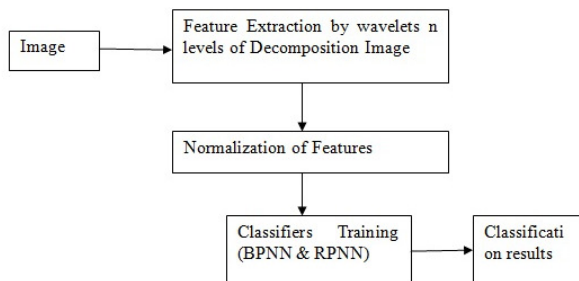 Image
Feature Extraction by wavelets n
levels of Decomposition Image
Normalization of Features
Classifiers Training
(BPNN & RPNN)
Classificati
on results